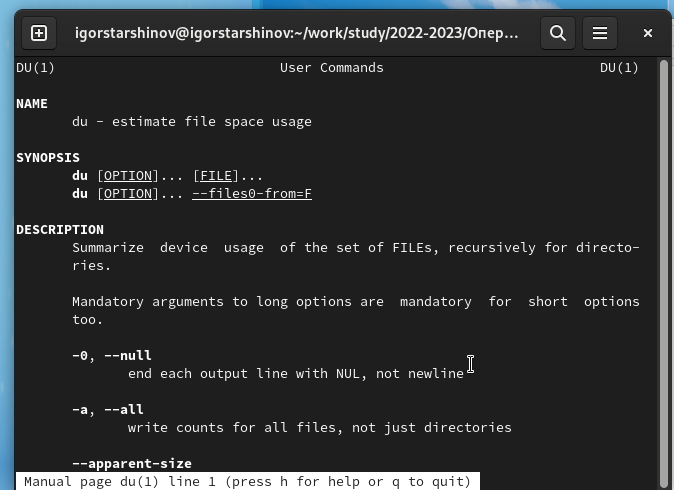 igorstarshinov@igorstarshinov:~/work/study/2022-2023/Опер...
DU(1) User Commands DU(1)
NAME
du - estimate file space usage
SYNOPSIS
du [OPTION]... [FILE]...
du [OPTION]... --files0-from=F
DESCRIPTION
Summarize device usage of the set of FILEs, recursively for directo-
ries.
Mandatory arguments to long options are mandatory for short options
too.
-0, --null
end each output line with NUL, not newline
-a, --all
write counts for all files, not just directories
--apparent-size
Manual page du(1) line 1 (press h for help or q to quit)